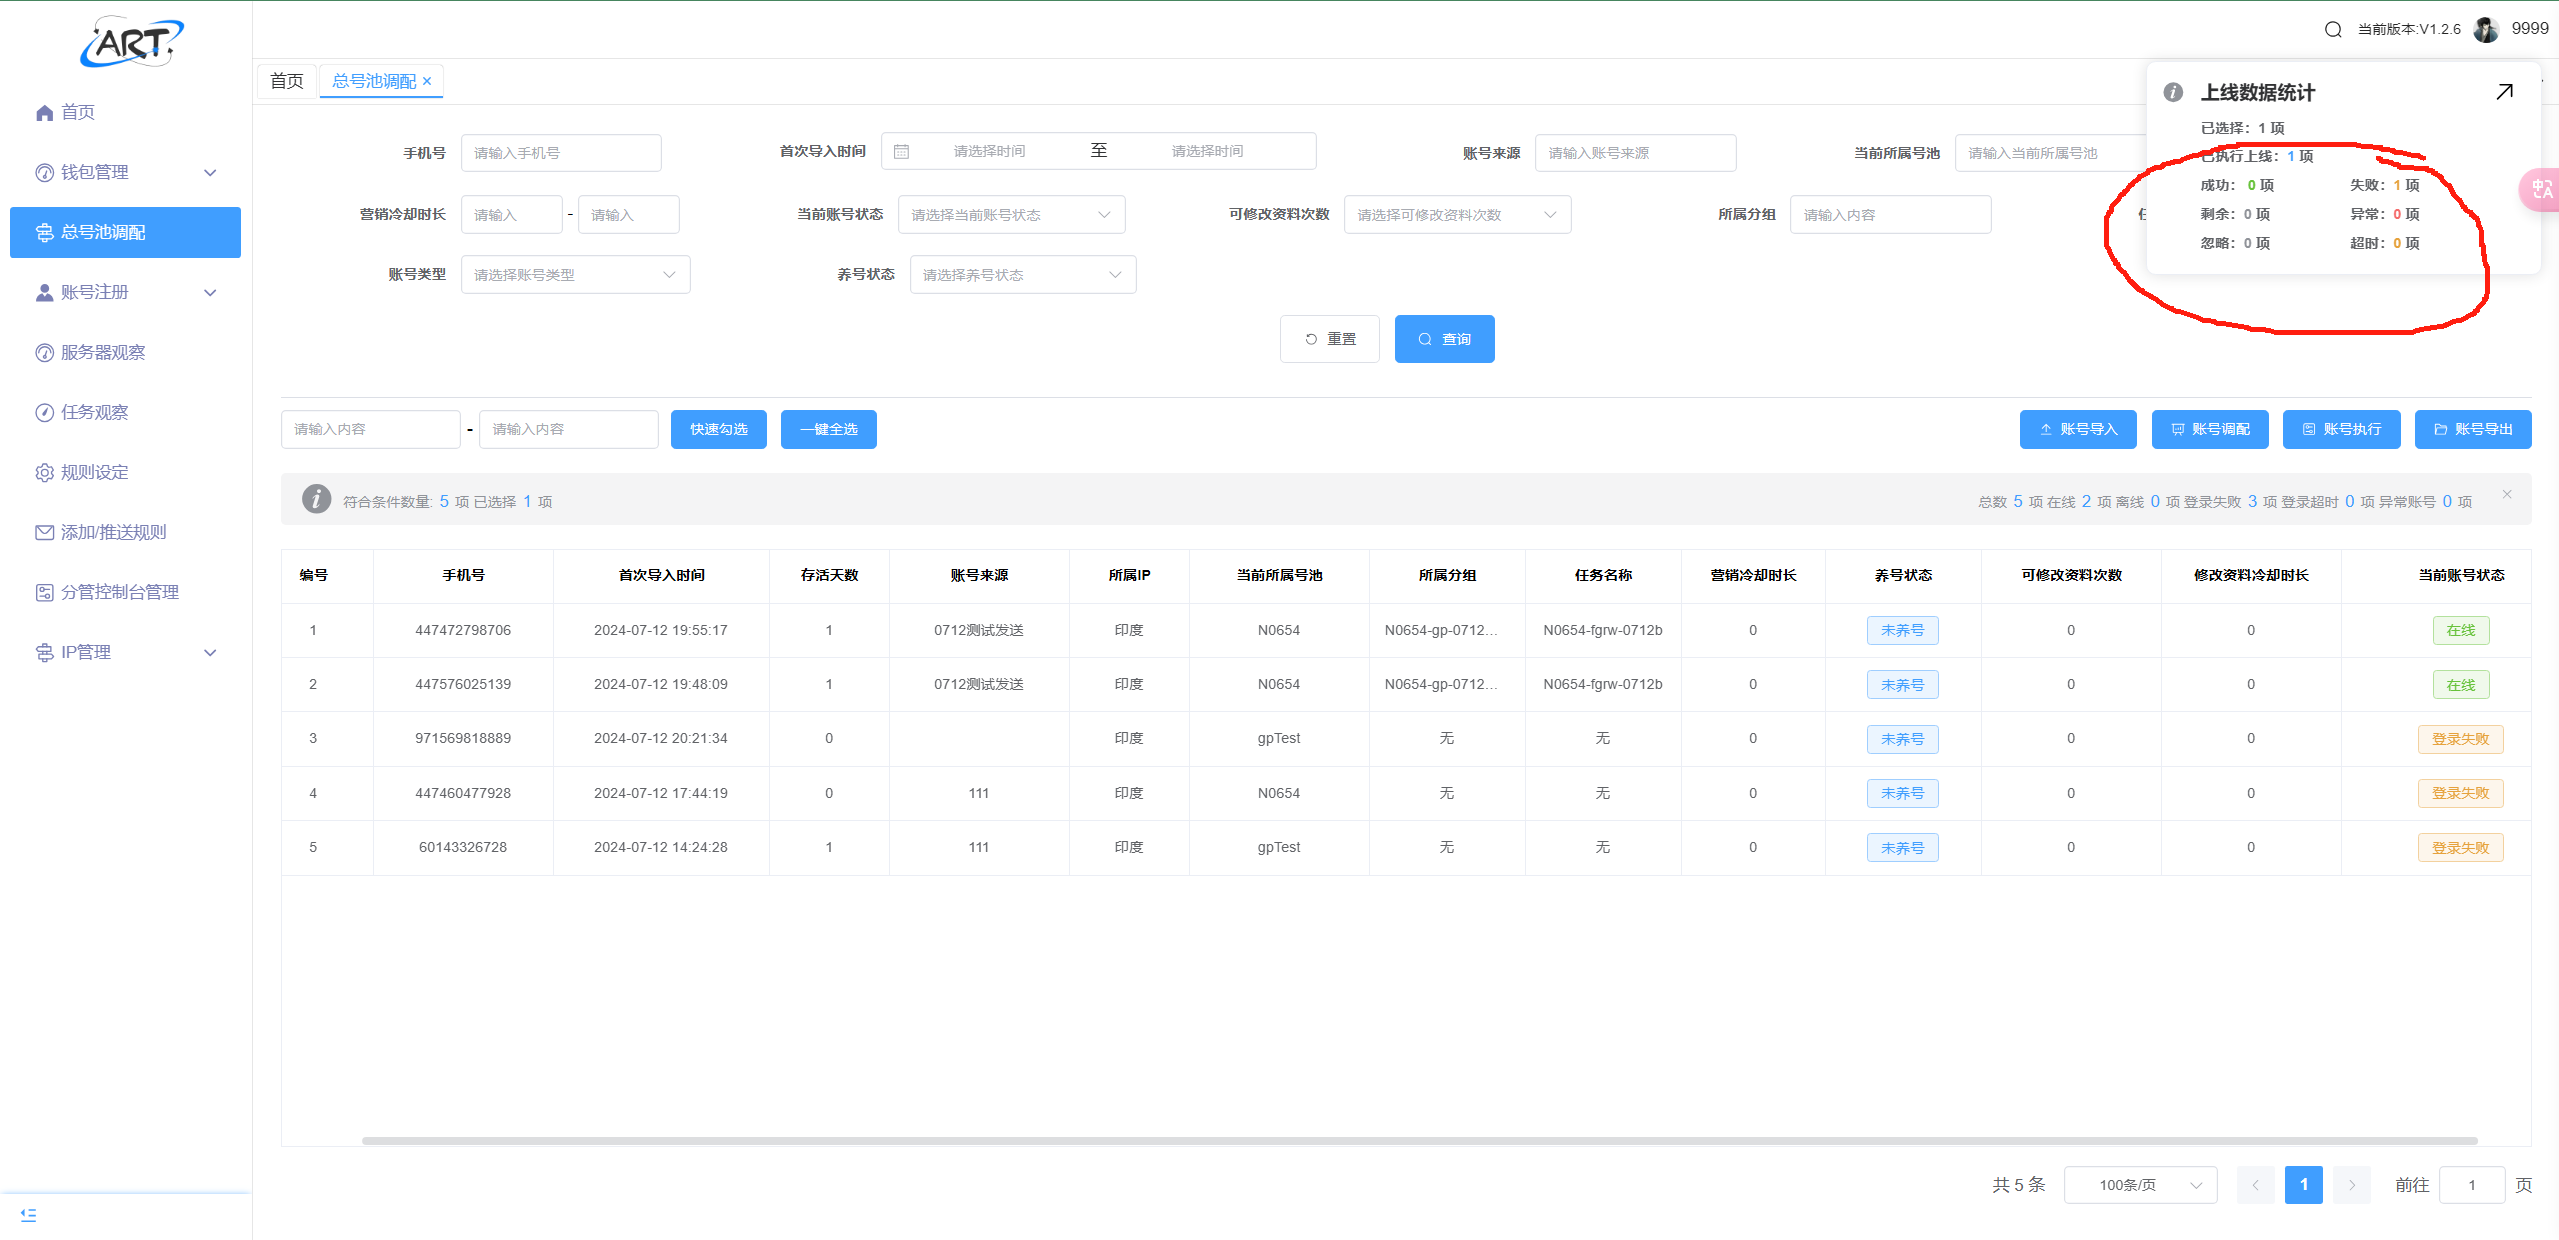 ART
当前版本:V1.2.6
9999
首页
钱包管理
总号池调配
账号注册
服务器观察
任务观察
规则设定
添加/推送规则
分管控制台管理
IP管理
首页
总号池调配 ×
上线数据统计
已选择：1 项
已执行上线：1 项
成功：0 项 失败：1 项
剩余：0 项 异常：0 项
忽略：0 项 超时：0 项
中A
手机号 请输入手机号 首次导入时间 请选择时间 至 请选择时间 账号来源 请输入账号来源 当前所属号池 请输入当前所属号池
营销冷却时长 请输入 - 请输入 当前账号状态 请选择当前账号状态 可修改资料次数 请选择可修改资料次数 所属分组 请输入内容
账号类型 请选择账号类型 养号状态 请选择养号状态
重置 查询
请输入内容 - 请输入内容 快速勾选 一键全选 账号导入 账号调配 账号执行 账号导出
符合条件数量: 5 项 已选择 1 项 总数 5 项 在线 2 项 离线 0 项 登录失败 3 项 登录超时 0 项 异常账号 0 项
编号 手机号 首次导入时间 存活天数 账号来源 所属IP 当前所属号池 所属分组 任务名称 营销冷却时长 养号状态 可修改资料次数 修改资料冷却时长 当前账号状态
1 447472798706 2024-07-12 19:55:17 1 0712测试发送 印度 N0654 N0654-gp-0712... N0654-fgrw-0712b 0 未养号 0 0 在线
2 447576025139 2024-07-12 19:48:09 1 0712测试发送 印度 N0654 N0654-gp-0712... N0654-fgrw-0712b 0 未养号 0 0 在线
3 971569818889 2024-07-12 20:21:34 0 印度 gpTest 无 无 0 未养号 0 0 登录失败
4 447460477928 2024-07-12 17:44:19 0 111 印度 N0654 无 无 0 未养号 0 0 登录失败
5 60143326728 2024-07-12 14:24:28 1 111 印度 gpTest 无 无 0 未养号 0 0 登录失败
共 5 条 100条/页 1 前往 1 页